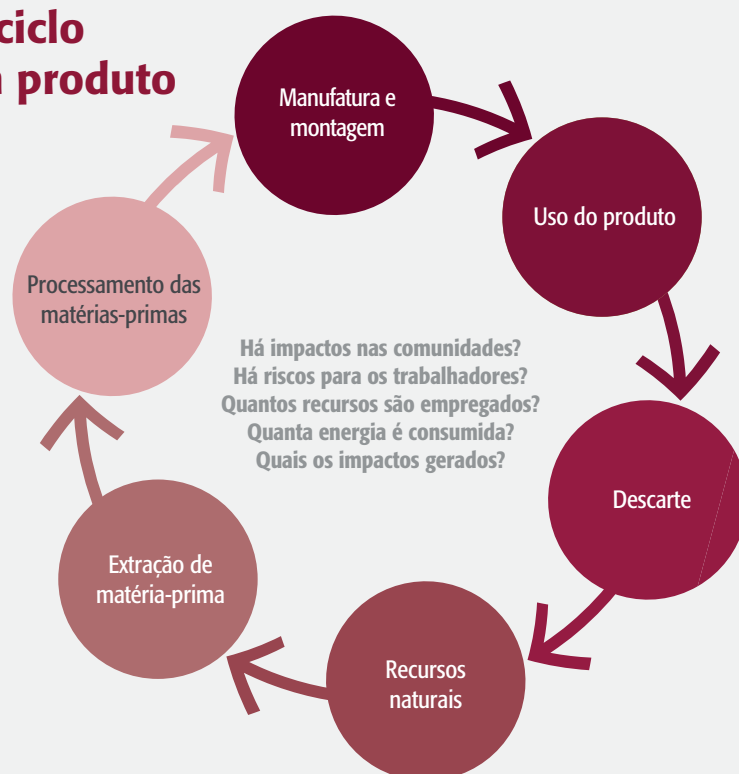 ciclo
produto
Manufatura e
montagem
Uso do produto
Processamento das
matérias-primas
Há impactos nas comunidades?
Há riscos para os trabalhadores?
Quantos recursos são empregados?
Quanta energia é consumida?
Quais os impactos gerados?
Descarte
Extração de
matéria-prima
Recursos
naturais